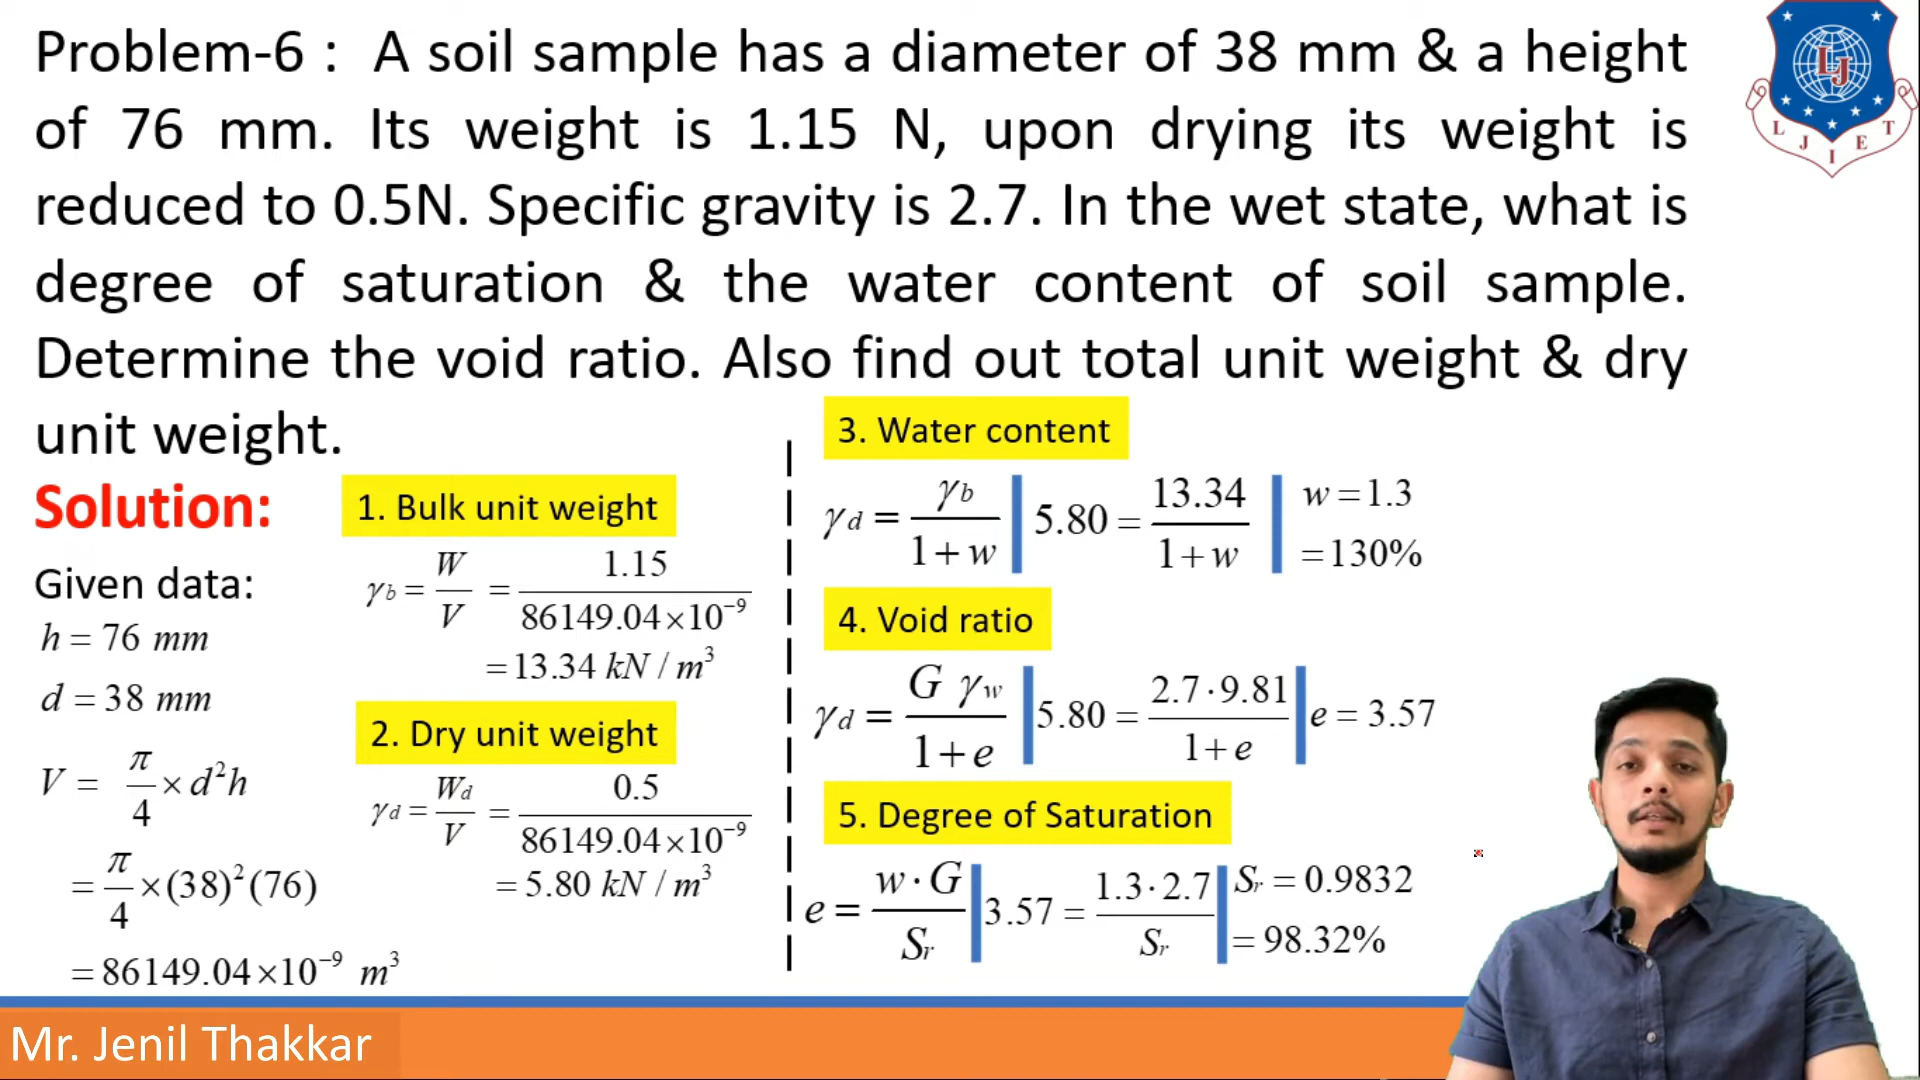 Problem-6 : A soil sample has a diameter of 38 mm & a height
of 76 mm. Its weight is 1.15 N, upon drying its weight is
reduced to 0.5N. Specific gravity is 2.7. In the wet state, what is
degree of saturation & the water content of soil sample.
Determine the void ratio. Also find out total unit weight & dry
unit weight.
LJ
L J I E T
Solution:
Given data:
h = 76 mm
d = 38 mm
V = π/4 × d²h
= π/4 × (38)² (76)
= 86149.04×10⁻⁹ m³
1. Bulk unit weight
γb = W/V = 1.15/86149.04×10⁻⁹
= 13.34 kN / m³
2. Dry unit weight
γd = Wd/V = 0.5/86149.04×10⁻⁹
= 5.80 kN / m³
3. Water content
γd = γb/1+w | 5.80 = 13.34/1+w | w = 1.3
= 130%
4. Void ratio
γd = G γw/1+e | 5.80 = 2.7·9.81/1+e | e = 3.57
5. Degree of Saturation
e = w·G/Sr | 3.57 = 1.3·2.7/Sr | Sr = 0.9832
= 98.32%
Mr. Jenil Thakkar